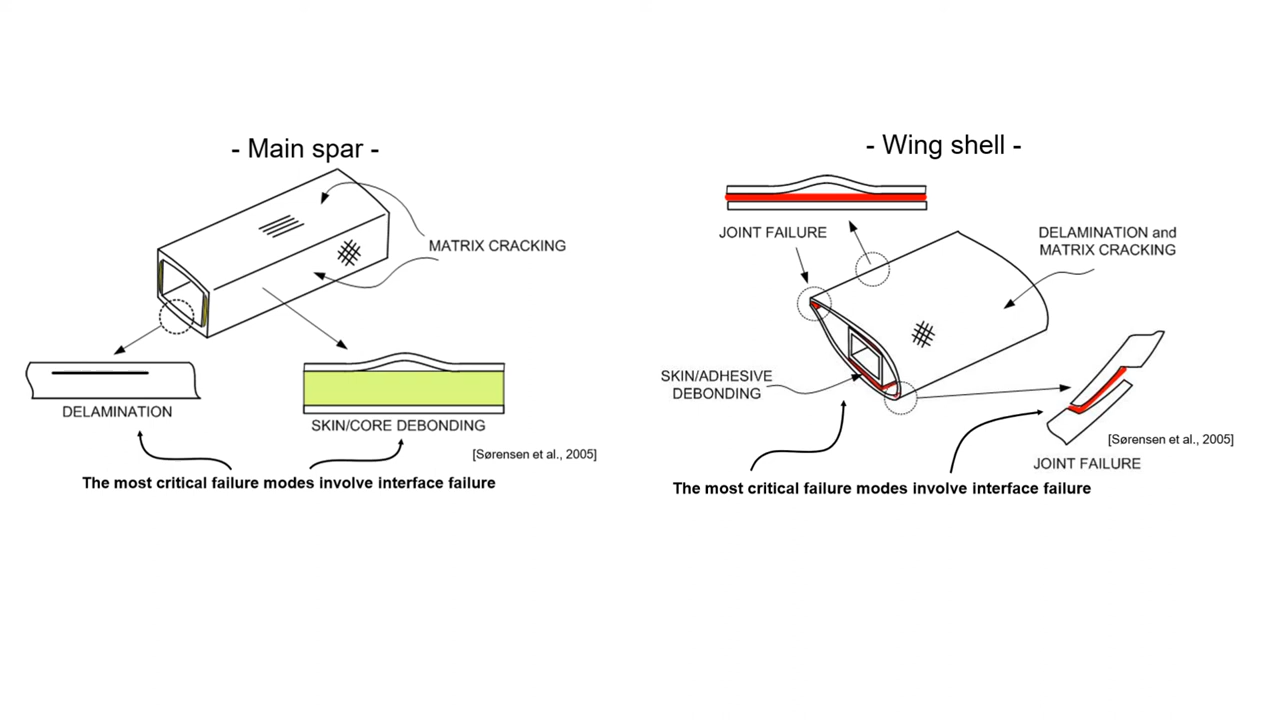 - Main spar -
MATRIX CRACKING
DELAMINATION
SKIN/CORE DEBONDING
[Sørensen et al., 2005]
The most critical failure modes involve interface failure
- Wing shell -
JOINT FAILURE
DELAMINATION and
MATRIX CRACKING
SKIN/ADHESIVE
DEBONDING
[Sørensen et al., 2005]
JOINT FAILURE
The most critical failure modes involve interface failure